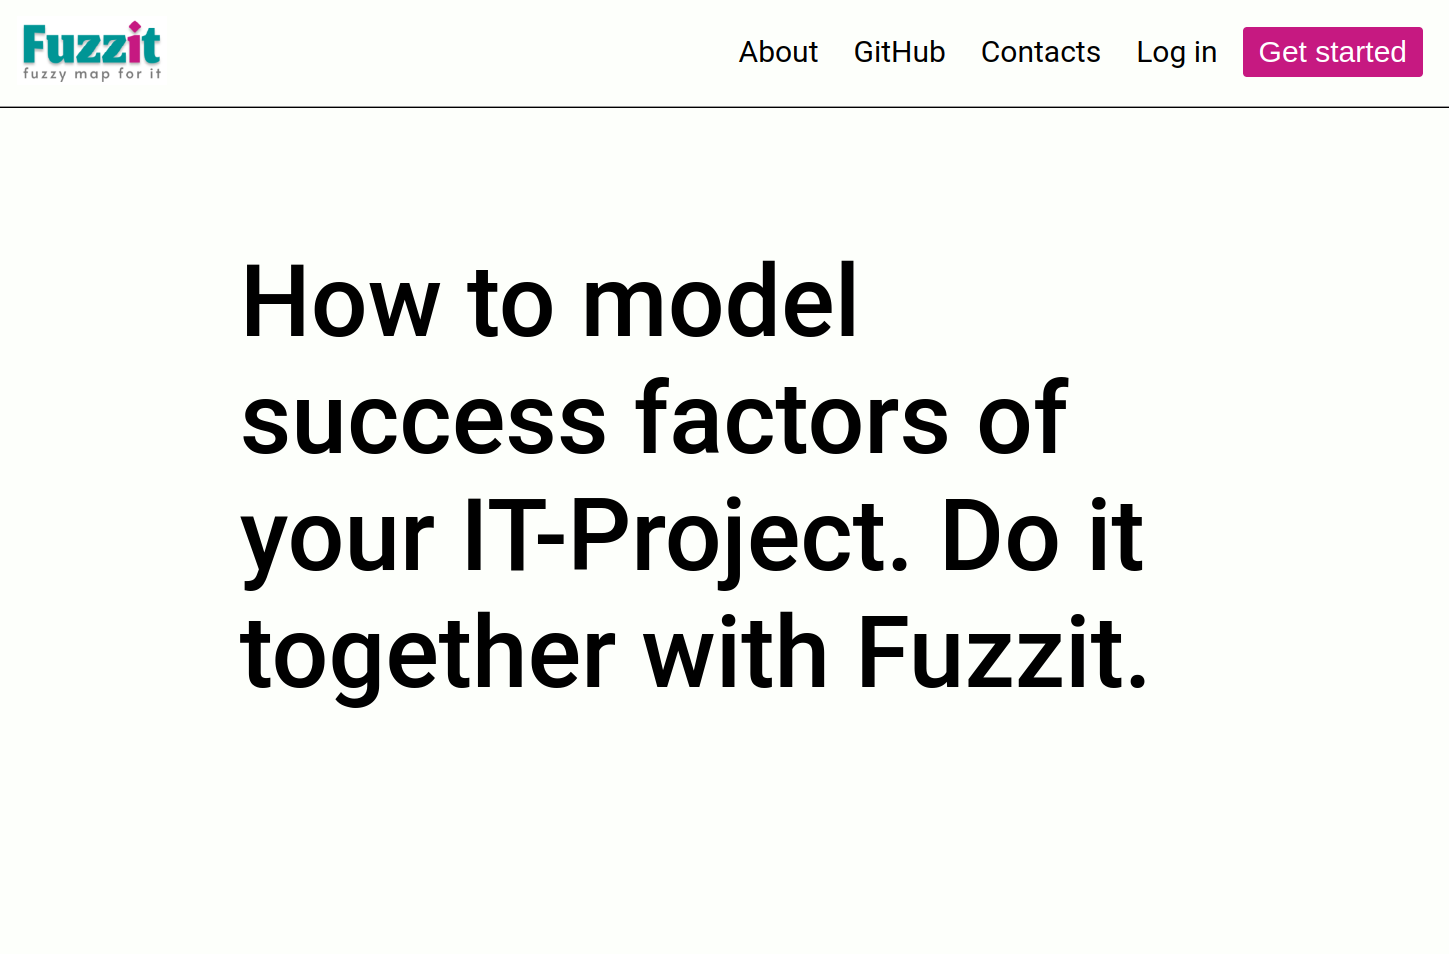 Fuzzit
fuzzy map for it
About GitHub Contacts Log in Get started
How to model
success factors of
your IT-Project. Do it
together with Fuzzit.